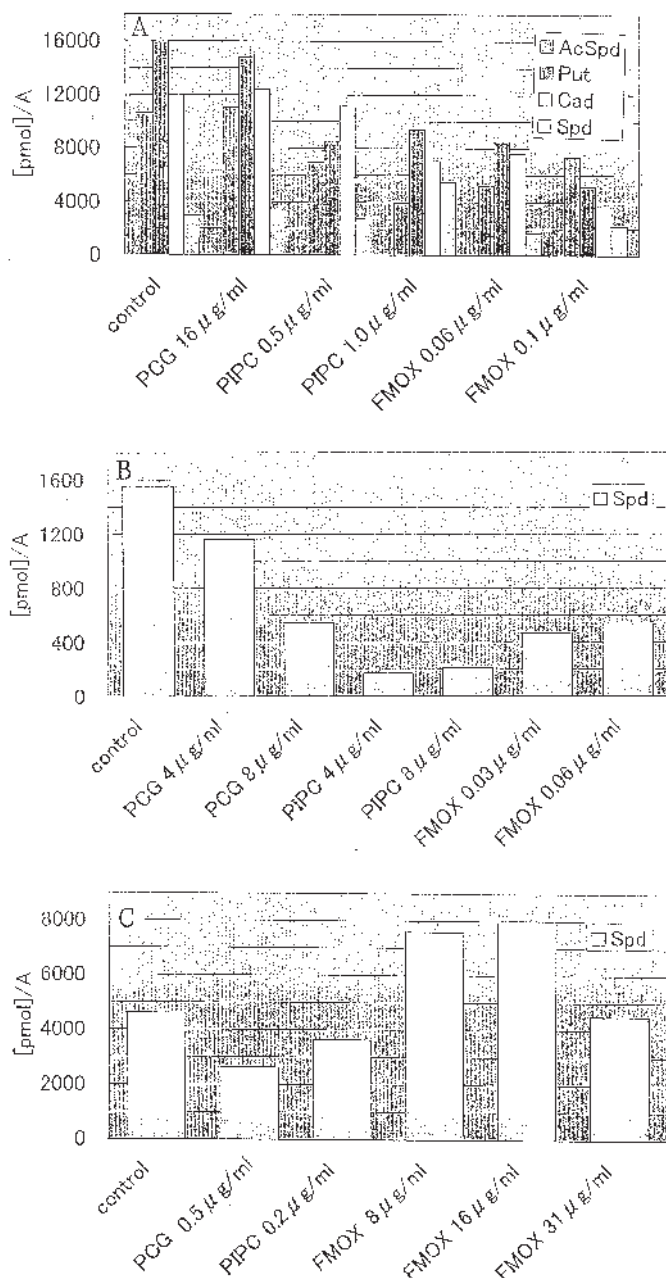 A
16000
12000
8000
4000
0
[pmol]/A
AcSpd
Put
Cad
Spd
control
PCG 16 μg/ml
PIPC 0.5 μg/ml
PIPC 1.0 μg/ml
FMOX 0.06 μg/ml
FMOX 0.1 μg/ml
B
1600
1200
800
400
0
[pmol]/A
Spd
control
PCG 4 μg/ml
PCG 8 μg/ml
PIPC 4 μg/ml
PIPC 8 μg/ml
FMOX 0.03 μg/ml
FMOX 0.06 μg/ml
C
8000
6000
4000
2000
0
[pmol]/A
Spd
control
PCG 0.5 μg/ml
PIPC 0.2 μg/ml
FMOX 8 μg/ml
FMOX 16 μg/ml
FMOX 31 μg/ml